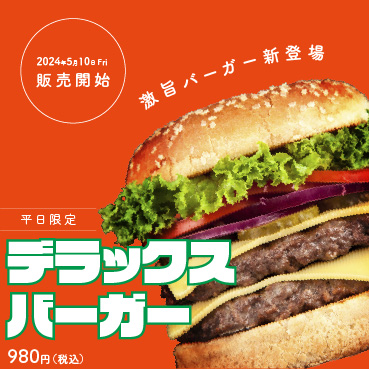 2024年5月10日 Fri
販売開始
激旨バーガー新登場
平日限定
デラックス
バーガー
980円(税込)